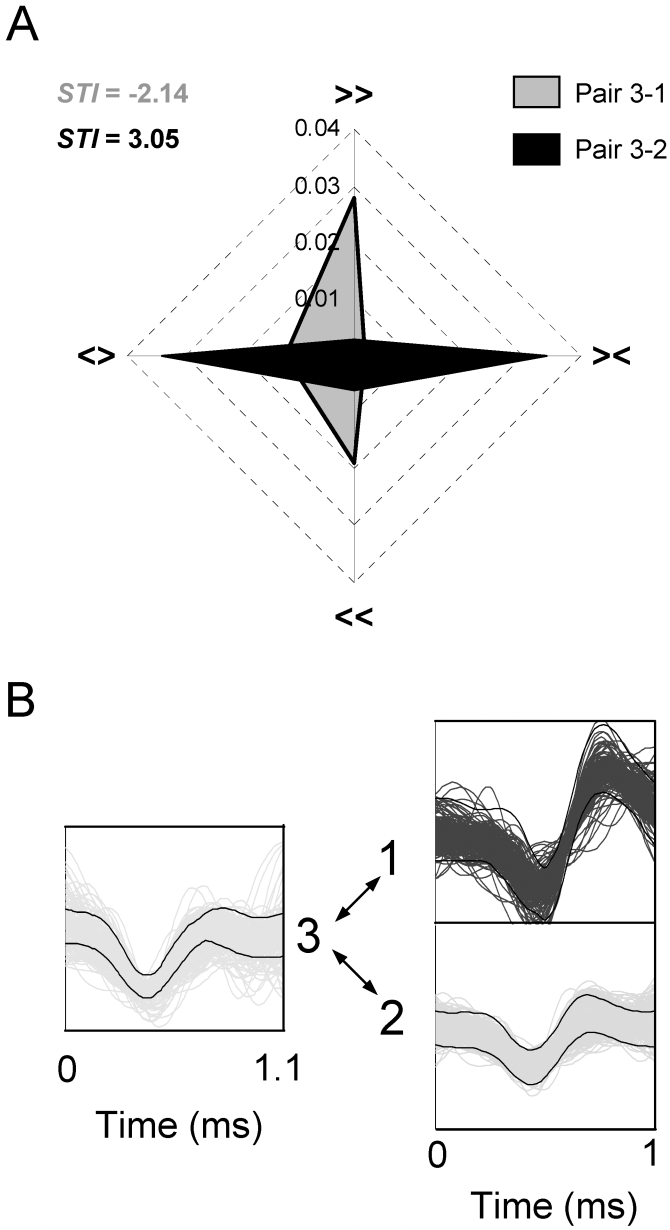 A
STI = -2.14
STI = 3.05
>>
Pair 3-1
Pair 3-2
0.04
0.03
0.02
0.01
<>
><
<<
B
1
3
2
0
1.1
Time (ms)
0
1
Time (ms)